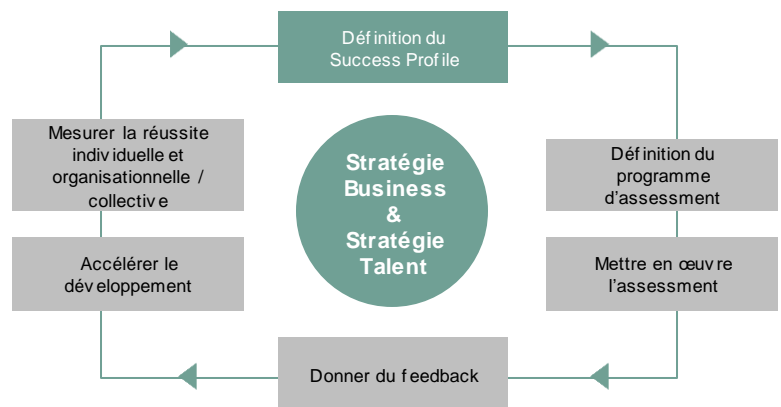 Définition du
Success Profile
Mesurer la réussite
individuelle et
organisationnelle /
collective
Stratégie
Business
&
Stratégie
Talent
Définition du
programme
d'assessment
Accélérer le
développement
Mettre en œuvre
l'assessment
Donner du feedback